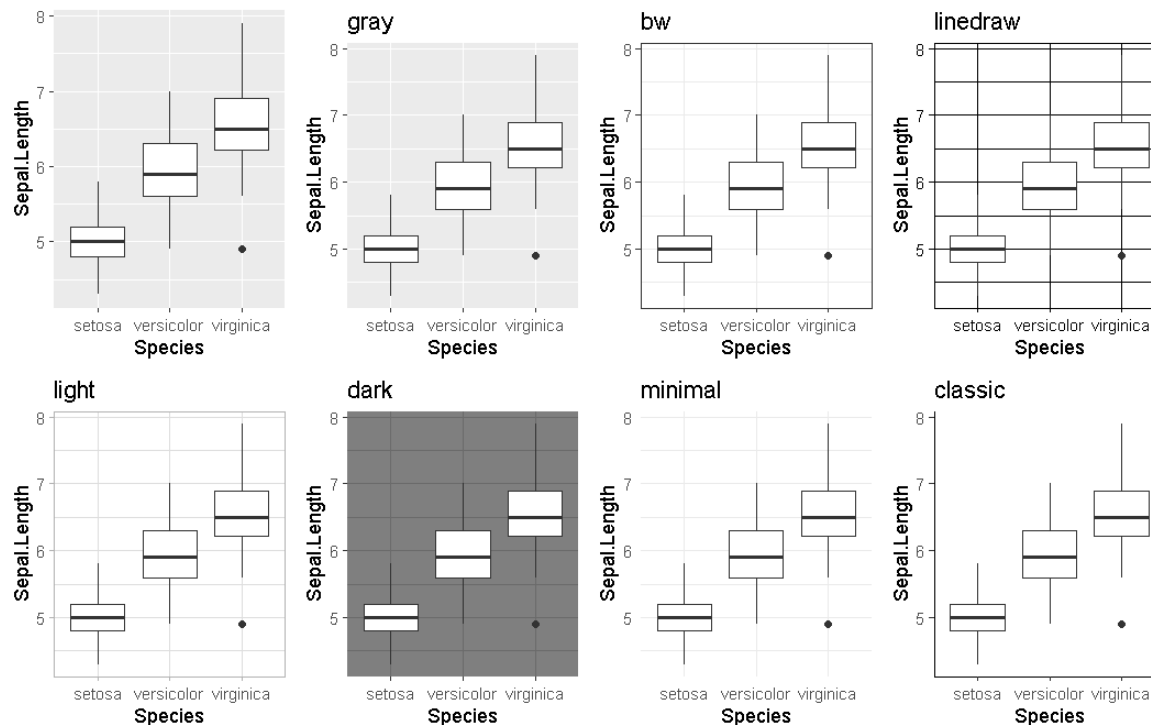 8
7
6
5
Sepal.Length
setosa versicolor virginica
Species
gray
8
7
6
5
Sepal.Length
setosa versicolor virginica
Species
bw
8
7
6
5
Sepal.Length
setosa versicolor virginica
Species
linedraw
8
7
6
5
Sepal.Length
setosa versicolor virginica
Species
light
8
7
6
5
Sepal.Length
setosa versicolor virginica
Species
dark
8
7
6
5
Sepal.Length
setosa versicolor virginica
Species
minimal
8
7
6
5
Sepal.Length
setosa versicolor virginica
Species
classic
8
7
6
5
Sepal.Length
setosa versicolor virginica
Species